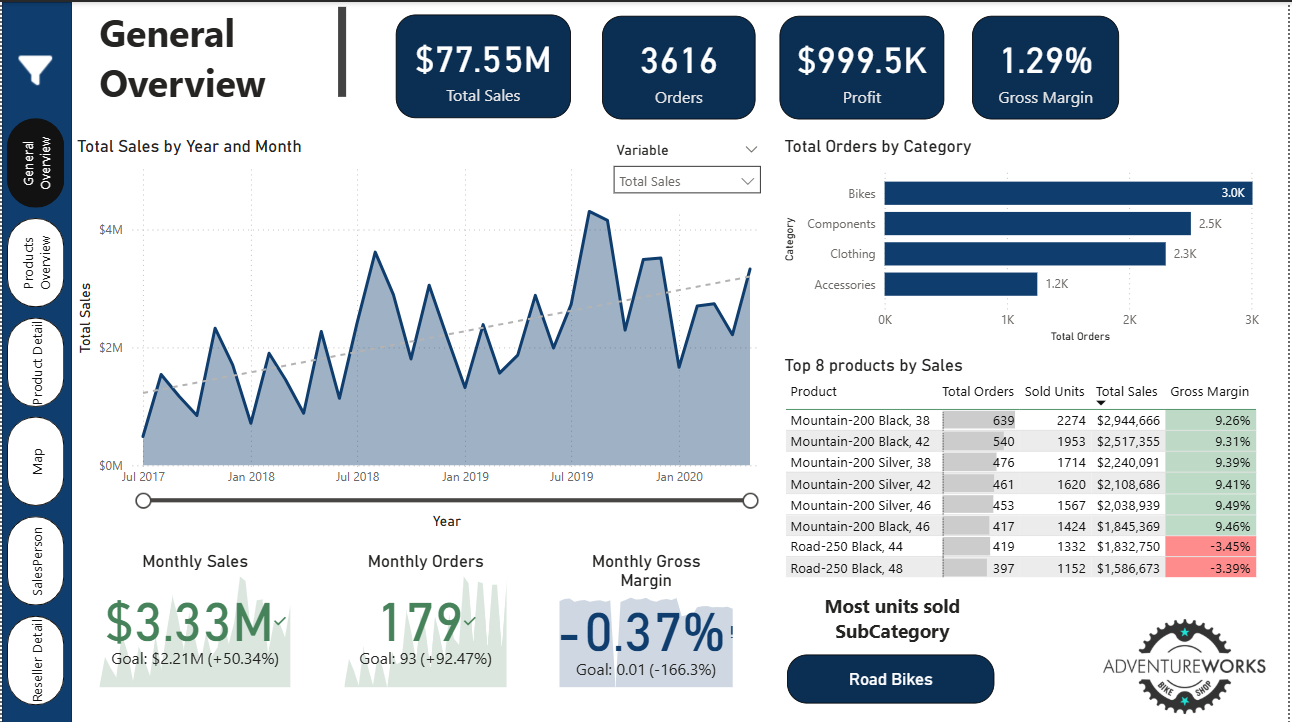 General
Overview
$77.55M
Total Sales
3616
Orders
$999.5K
Profit
1.29%
Gross Margin
General
Overview
Products
Overview
Product Detail
Map
SalesPerson
Reseller Detail
Total Sales by Year and Month
Variable
Total Sales
Total Sales
$4M
$2M
$0M
Jul 2017
Jan 2018
Jul 2018
Jan 2019
Jul 2019
Jan 2020
Year
Total Orders by Category
Category
Bikes
3.0K
Components
2.5K
Clothing
2.3K
Accessories
1.2K
0K
1K
2K
3K
Total Orders
Top 8 products by Sales
Product Total Orders Sold Units Total Sales Gross Margin
Mountain-200 Black, 38 639 2274 $2,944,666 9.26%
Mountain-200 Black, 42 540 1953 $2,517,355 9.31%
Mountain-200 Silver, 38 476 1714 $2,240,091 9.39%
Mountain-200 Silver, 42 461 1620 $2,108,686 9.41%
Mountain-200 Silver, 46 453 1567 $2,038,939 9.49%
Mountain-200 Black, 46 417 1424 $1,845,369 9.46%
Road-250 Black, 44 419 1332 $1,832,750 -3.45%
Road-250 Black, 48 397 1152 $1,586,673 -3.39%
Monthly Sales
$3.33M
Goal: $2.21M (+50.34%)
Monthly Orders
179
Goal: 93 (+92.47%)
Monthly Gross
Margin
-0.37%!
Goal: 0.01 (-166.3%)
Most units sold
SubCategory
Road Bikes
ADVENTUREWORKS
BIKE SHOP